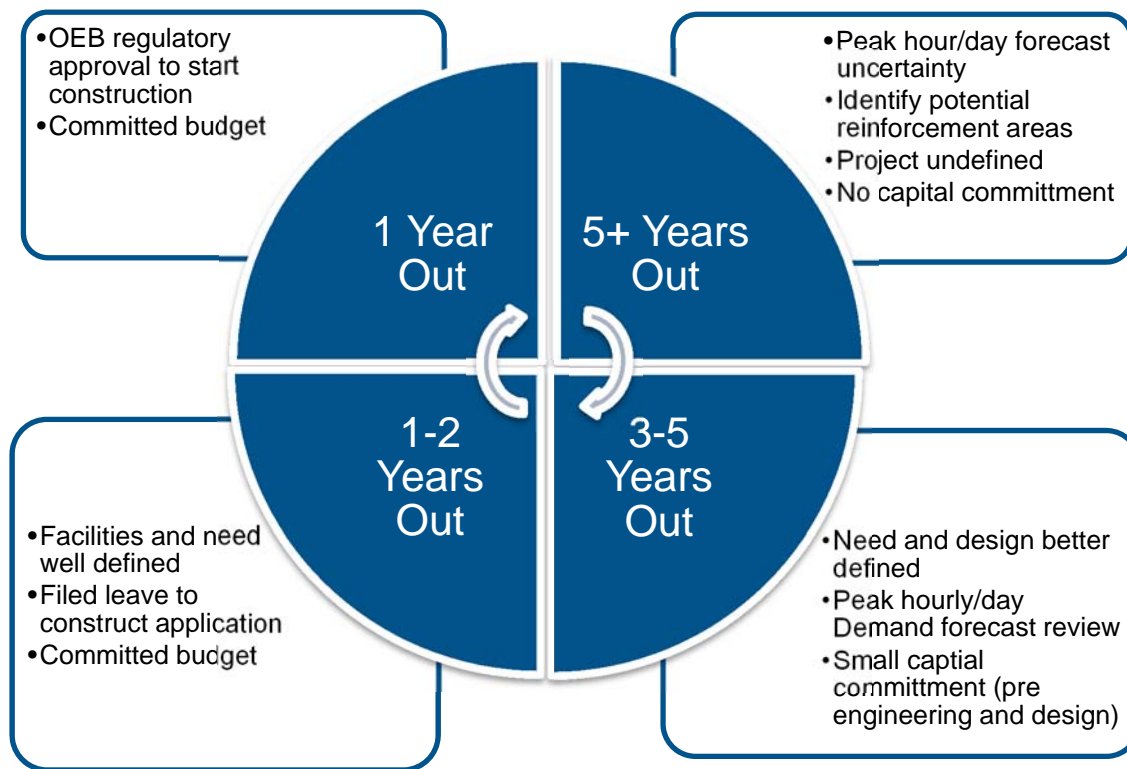 •OEB regulatory
approval to start
construction
•Committed budget
•Peak hour/day forecast
uncertainty
•Identify potential
reinforcement areas
•Project undefined
•No capital committment
1 Year
Out
5+ Years
Out
1-2
Years
Out
3-5
Years
Out
•Facilities and need
well defined
•Filed leave to
construct application
•Committed budget
•Need and design better
defined
•Peak hourly/day
Demand forecast review
•Small captial
committment (pre
engineering and design)